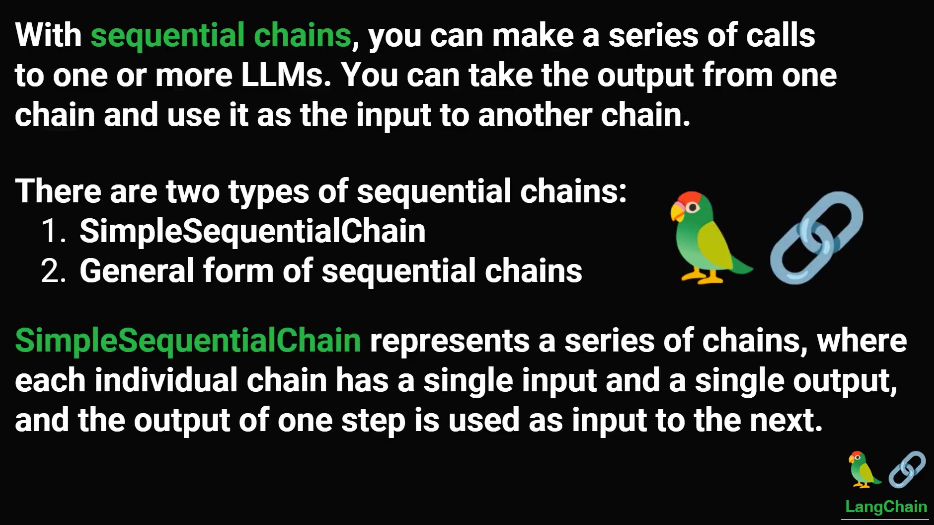 With sequential chains, you can make a series of calls
to one or more LLMs. You can take the output from one
chain and use it as the input to another chain.
There are two types of sequential chains:
1. SimpleSequentialChain
2. General form of sequential chains
SimpleSequentialChain represents a series of chains, where
each individual chain has a single input and a single output,
and the output of one step is used as input to the next.
LangChain